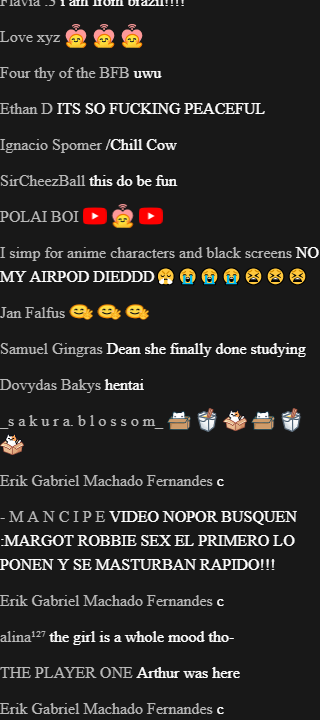 Flavia :3 i am from brazil!!!!
Love xyz
Four thy of the BFB uwu
Ethan D ITS SO FUCKING PEACEFUL
Ignacio Spomer /Chill Cow
SirCheezBall this do be fun
POLAI BOI
I simp for anime characters and black screens NO
MY AIRPOD DIEDDD
Jan Falfus
Samuel Gingras Dean she finally done studying
Dovydas Bakys hentai
_s a k u r a. b l o s s o m_
Erik Gabriel Machado Fernandes c
- M A N C I P E VIDEO NOPOR BUSQUEN
:MARGOT ROBBIE SEX EL PRIMERO LO
PONEN Y SE MASTURBAN RAPIDO!!!
Erik Gabriel Machado Fernandes c
alina¹²⁷ the girl is a whole mood tho-
THE PLAYER ONE Arthur was here
Erik Gabriel Machado Fernandes c